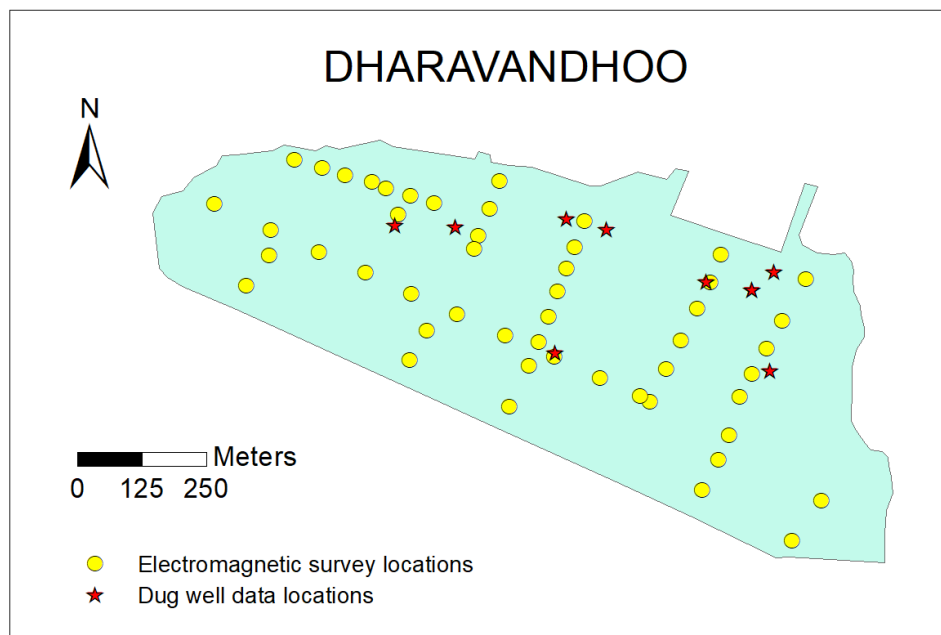 DHARAVANDHOO
N
Meters
0 125 250
Electromagnetic survey locations
Dug well data locations